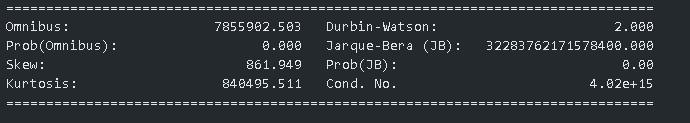 ==============================================================================
Omnibus: 7855902.503 Durbin-Watson: 2.000
Prob(Omnibus): 0.000 Jarque-Bera (JB): 32283762171578400.000
Skew: 861.949 Prob(JB): 0.00
Kurtosis: 840495.511 Cond. No. 4.02e+15
==============================================================================